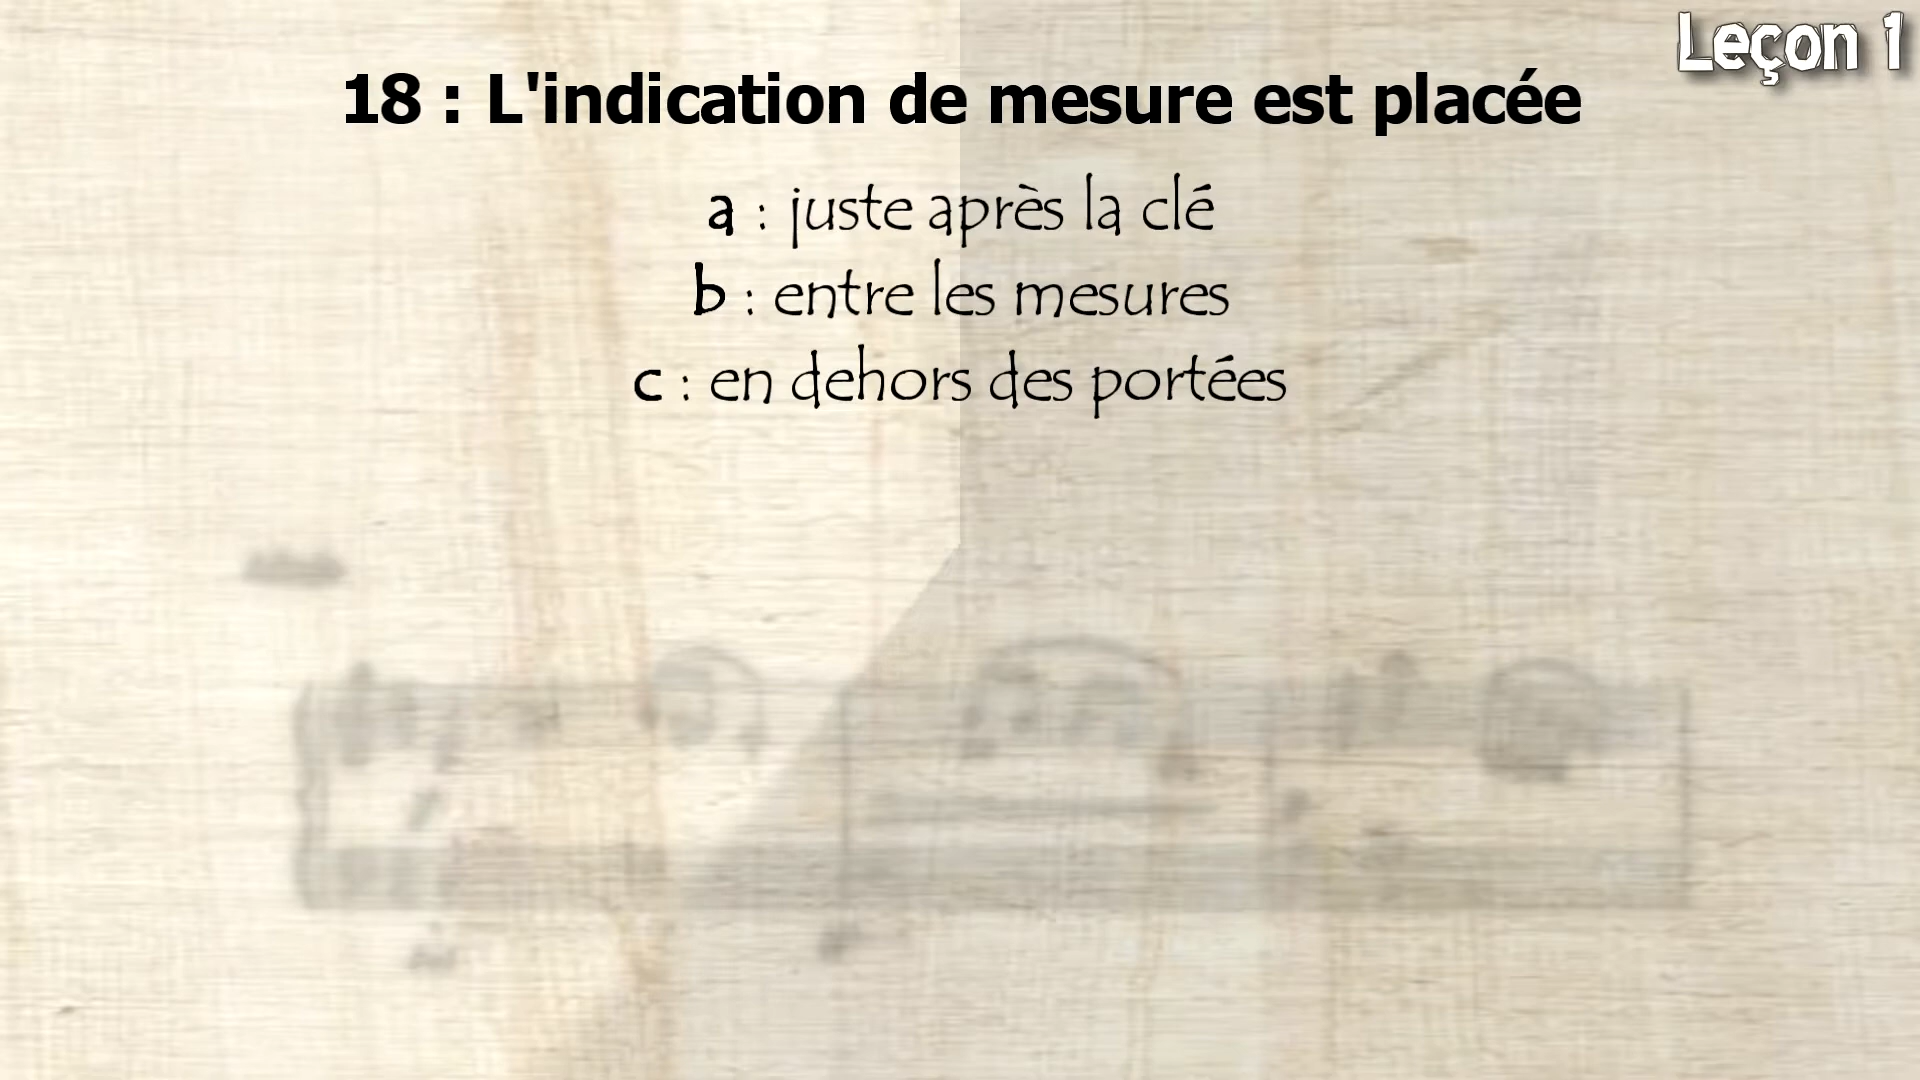 Leçon 1
18 : L'indication de mesure est placée
a : juste après la clé
b : entre les mesures
c : en dehors des portées